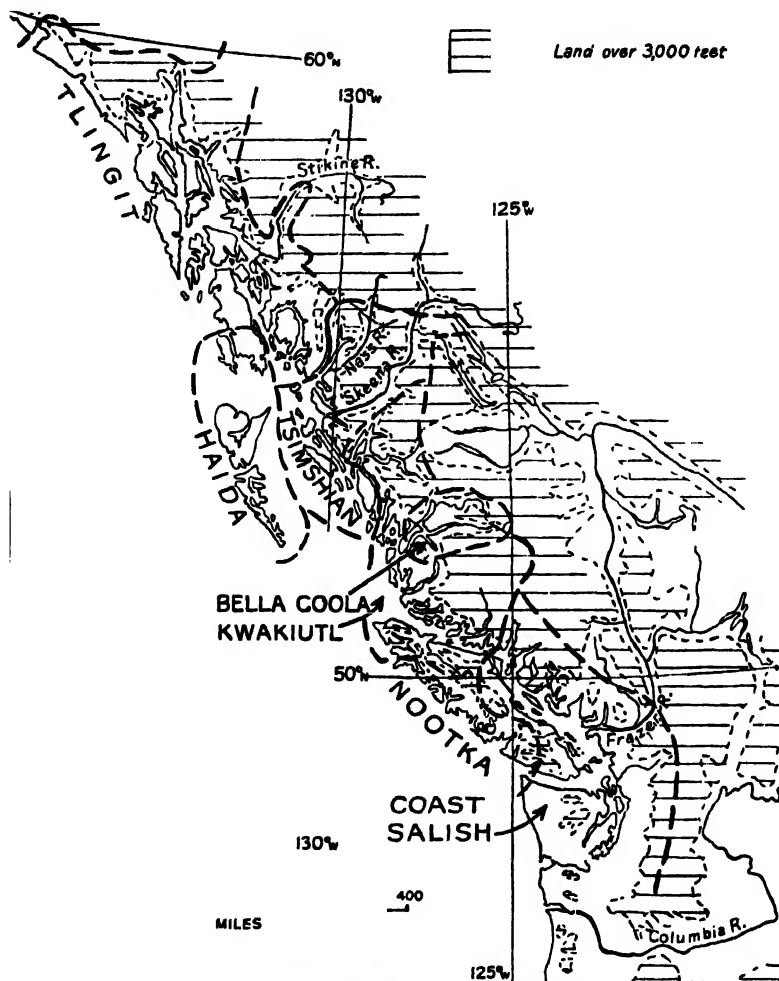 60°N
Land over 3,000 feet
130°W
TLINGIT
Stikine R.
125°W
Nass R.
Skeena R.
HAIDA
TSIMSHIAN
BELLA COOLA
KWAKIUTL
50°N
NOOTKA
Frazer R.
COAST
SALISH
130°W
400
MILES
Columbia R.
125°W